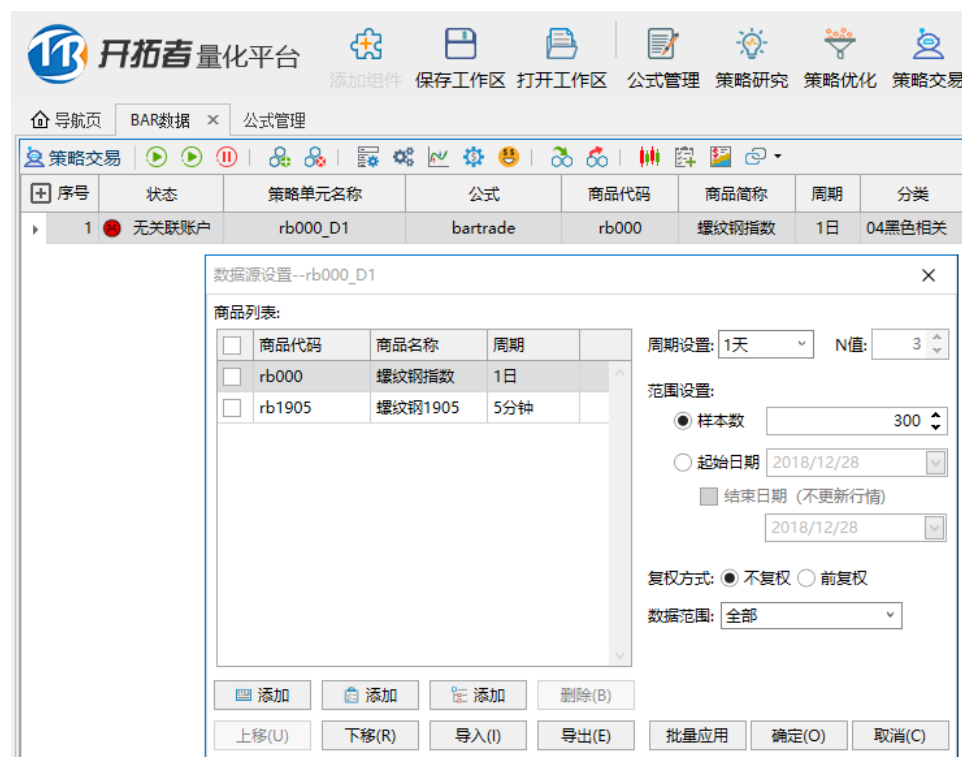 TB 开拓者 量化平台
添加组件 保存工作区 打开工作区 公式管理 策略研究 策略优化 策略交易
导航页 BAR数据 × 公式管理
策略交易
序号 状态 策略单元名称 公式 商品代码 商品简称 周期 分类
1 无关联账户 rb000_D1 bartrade rb000 螺纹钢指数 1日 04黑色相关
数据源设置--rb000_D1
商品列表:
商品代码 商品名称 周期
rb000 螺纹钢指数 1日
rb1905 螺纹钢1905 5分钟
周期设置: 1天 N值: 3
范围设置:
样本数 300
起始日期 2018/12/28
结束日期 (不更新行情)
2018/12/28
复权方式: 不复权 前复权
数据范围: 全部
添加 添加 添加 删除(B)
上移(U) 下移(R) 导入(I) 导出(E) 批量应用 确定(O) 取消(C)